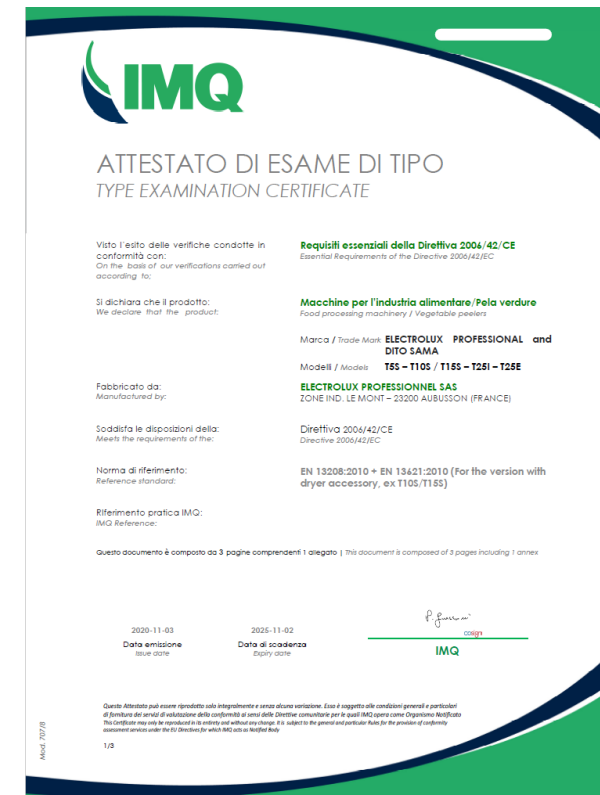 IMQ
ATTESTATO DI ESAME DI TIPO
TYPE EXAMINATION CERTIFICATE
Visto l'esito delle verifiche condotte in
conformità con:
On the basis of our verifications carried out
according to:
Requisiti essenziali della Direttiva 2006/42/CE
Essential Requirements of the Directive 2006/42/EC
Si dichiara che il prodotto:
We declare that the product:
Macchine per l'industria alimentare/Pela verdure
Food processing machinery / Vegetable peelers
Marca / Trade Mark ELECTROLUX PROFESSIONAL and
DITO SAMA
Modelli / Models T5S – T10S / T15S – T25I – T25E
Fabbricato da:
Manufactured by:
ELECTROLUX PROFESSIONNEL SAS
ZONE IND. LE MONT – 23200 AUBUSSON (FRANCE)
Soddisfa le disposizioni della:
Meets the requirements of the:
Direttiva 2006/42/CE
Directive 2006/42/EC
Norma di riferimento:
Reference standard:
EN 13208:2010 + EN 13621:2010 (For the version with
dryer accessory, ex T10S/T15S)
Riferimento pratica IMQ:
IMQ Reference:
Questo documento è composto da 3 pagine comprendenti 1 allegato | This document is composed of 3 pages including 1 annex
2020-11-03
Data emissione
Issue date
2025-11-02
Data di scadenza
Expiry date
cosign
IMQ
Questo Attestato può essere riprodotto solo integralmente e senza alcuna variazione. Esso è soggetto alle condizioni generali e particolari
di fornitura dei servizi di valutazione della conformità ai sensi delle Direttive comunitarie per le quali IMQ opera come Organismo Notificato
This Certificate may only be reproduced in its entirety and without any change. It is subject to the general and particular Rules for the provision of conformity
assessment services under the EU Directives for which IMQ acts as Notified Body
1/3
Mod. 707/8